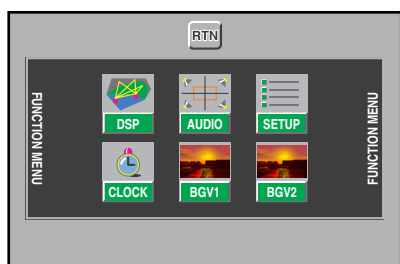 RTN
FUNCTION MENU
DSP
AUDIO
SETUP
CLOCK
BGV1
BGV2
FUNCTION MENU